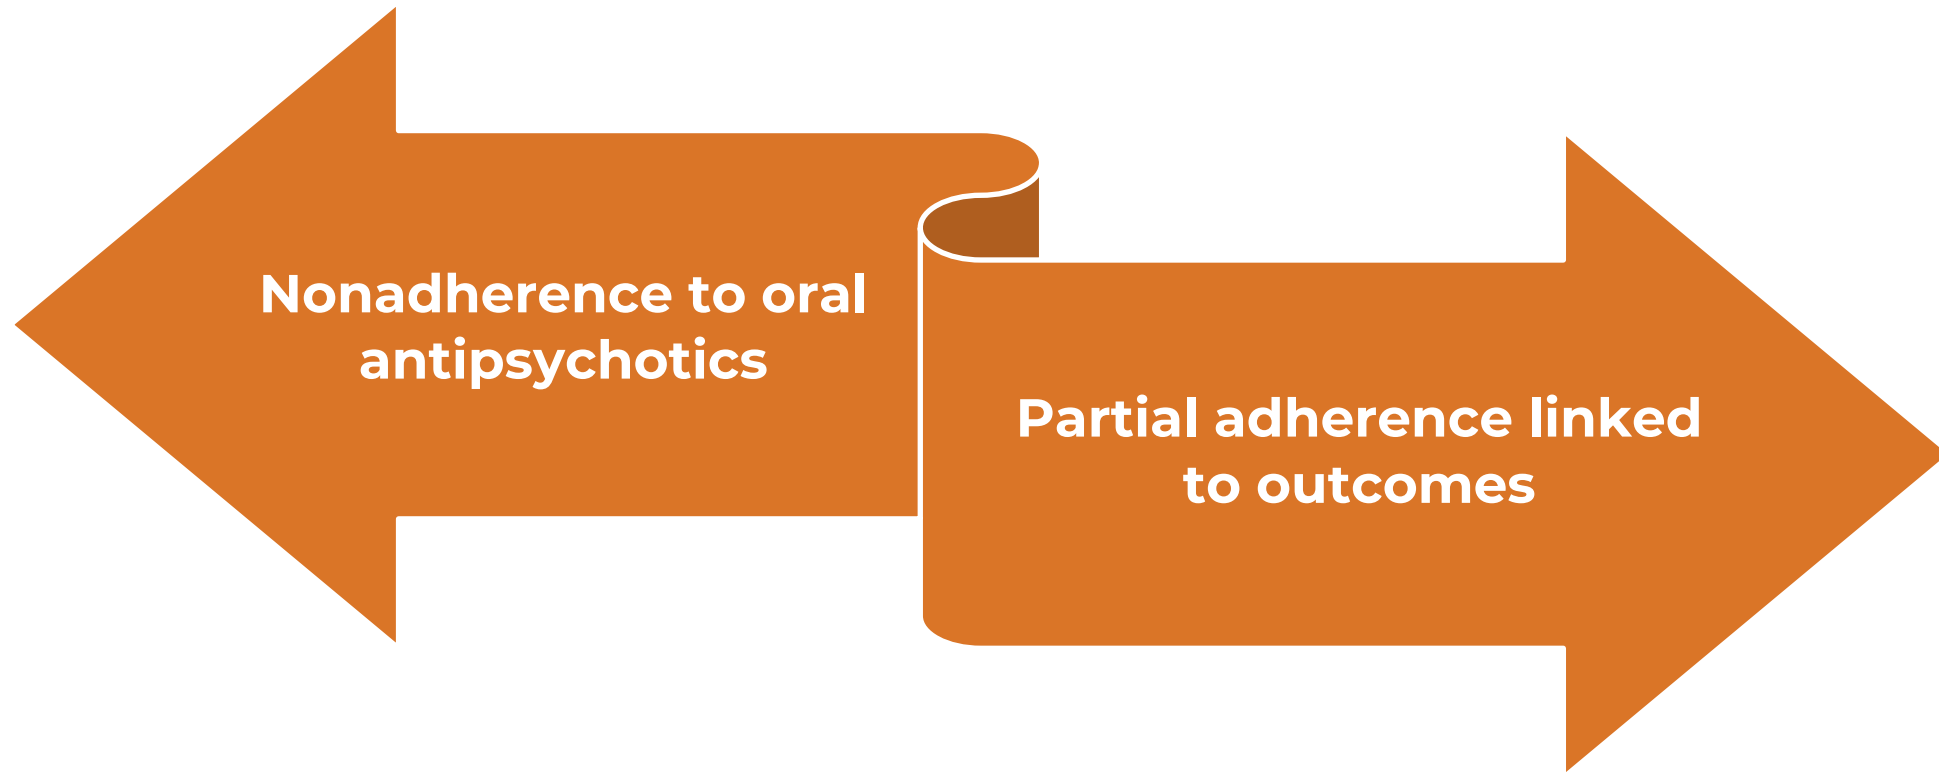 Nonadherence to oral
antipsychotics
Partial adherence linked
to outcomes